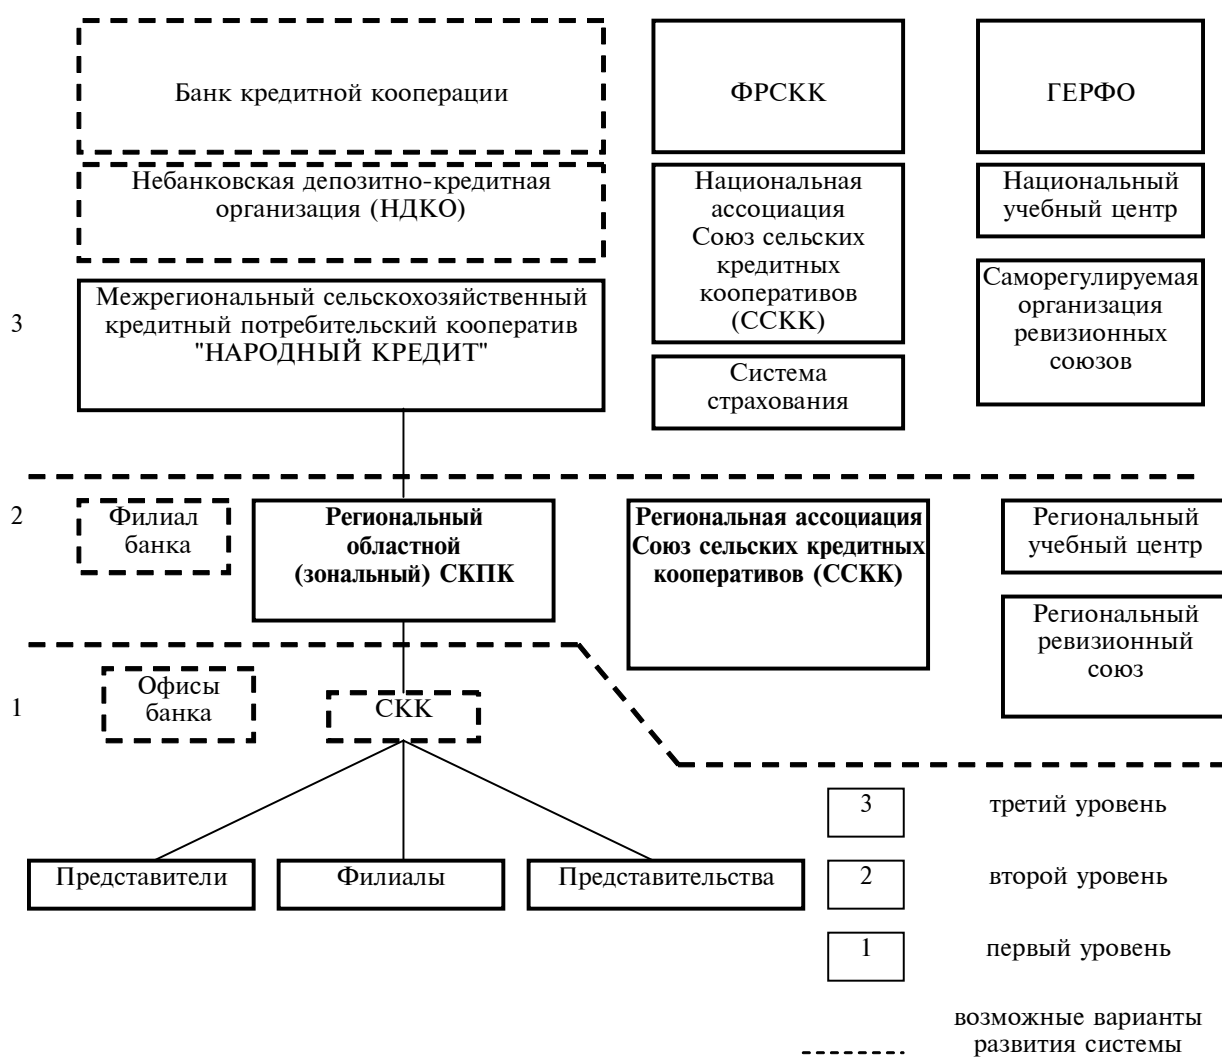 Банк кредитной кооперации
ФРСКК
ГЕРФО
Небанковская депозитно-кредитная
организация (НДКО)
Национальная
ассоциация
Союз сельских
кредитных
кооперативов
(ССКК)
Национальный
учебный центр
3
Межрегиональный сельскохозяйственный
кредитный потребительский кооператив
"НАРОДНЫЙ КРЕДИТ"
Система
страхования
Саморегулируемая
организация
ревизионных
союзов
2
Филиал
банка
Региональный
областной
(зональный) СКПК
Региональная ассоциация
Союз сельских кредитных
кооперативов (ССКК)
Региональный
учебный центр
Региональный
ревизионный
союз
1
Офисы
банка
СКК
Представители
Филиалы
Представительства
3 третий уровень
2 второй уровень
1 первый уровень
возможные варианты
развития системы